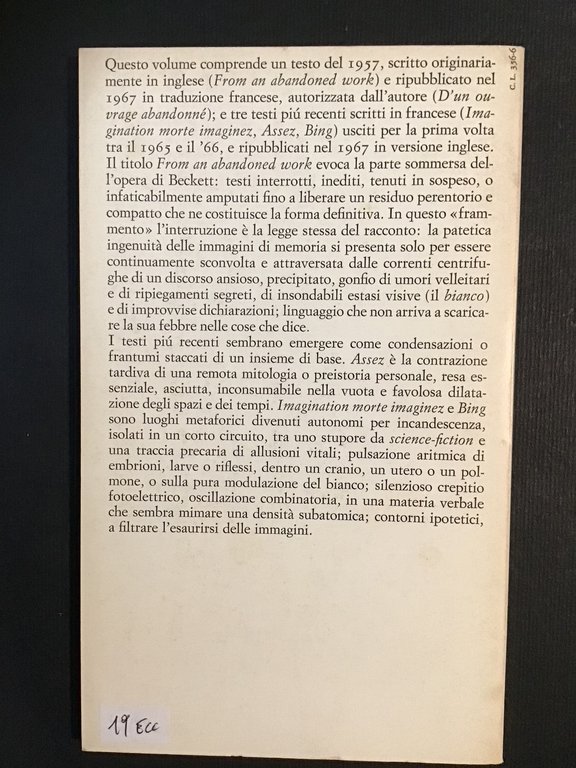 Questo volume comprende un testo del 1957, scritto originaria-
mente in inglese (From an abandoned work) e ripubblicato nel
1967 in traduzione francese, autorizzata dall'autore (D'un ou-
vrage abandonné); e tre testi piú recenti scritti in francese (Ima-
gination morte imaginez, Assez, Bing) usciti per la prima volta
tra il 1965 e il '66, e ripubblicati nel 1967 in versione inglese.
Il titolo From an abandoned work evoca la parte sommersa del-
l'opera di Beckett: testi interrotti, inediti, tenuti in sospeso, o
infaticabilmente amputati fino a liberare un residuo perentorio e
compatto che ne costituisce la forma definitiva. In questo «fram-
mento» l'interruzione è la legge stessa del racconto: la patetica
ingenuità delle immagini di memoria si presenta solo per essere
continuamente sconvolta e attraversata dalle correnti centrifu-
ghe di un discorso ansioso, precipitato, gonfio di umori velleitari
e di ripiegamenti segreti, di insondabili estasi visive (il bianco)
e di improvvise dichiarazioni; linguaggio che non arriva a scarica-
re la sua febbre nelle cose che dice.
I testi piú recenti sembrano emergere come condensazioni o
frantumi staccati di un insieme di base. Assez è la contrazione
tardiva di una remota mitologia o preistoria personale, resa es-
senziale, asciutta, inconsumabile nella vuota e favolosa dilata-
zione degli spazi e dei tempi. Imagination morte imaginez e Bing
sono luoghi metaforici divenuti autonomi per incandescenza,
isolati in un corto circuito, tra uno stupore da science-fiction e
una traccia precaria di allusioni vitali; pulsazione aritmica di
embrioni, larve o riflessi, dentro un cranio, un utero o un pol-
mone, o sulla pura modulazione del bianco; silenzioso crepitio
fotoelettrico, oscillazione combinatoria, in una materia verbale
che sembra mimare una densità subatomica; contorni ipotetici,
a filtrare l'esaurirsi delle immagini.
C. L. 336-6
19 Ecc